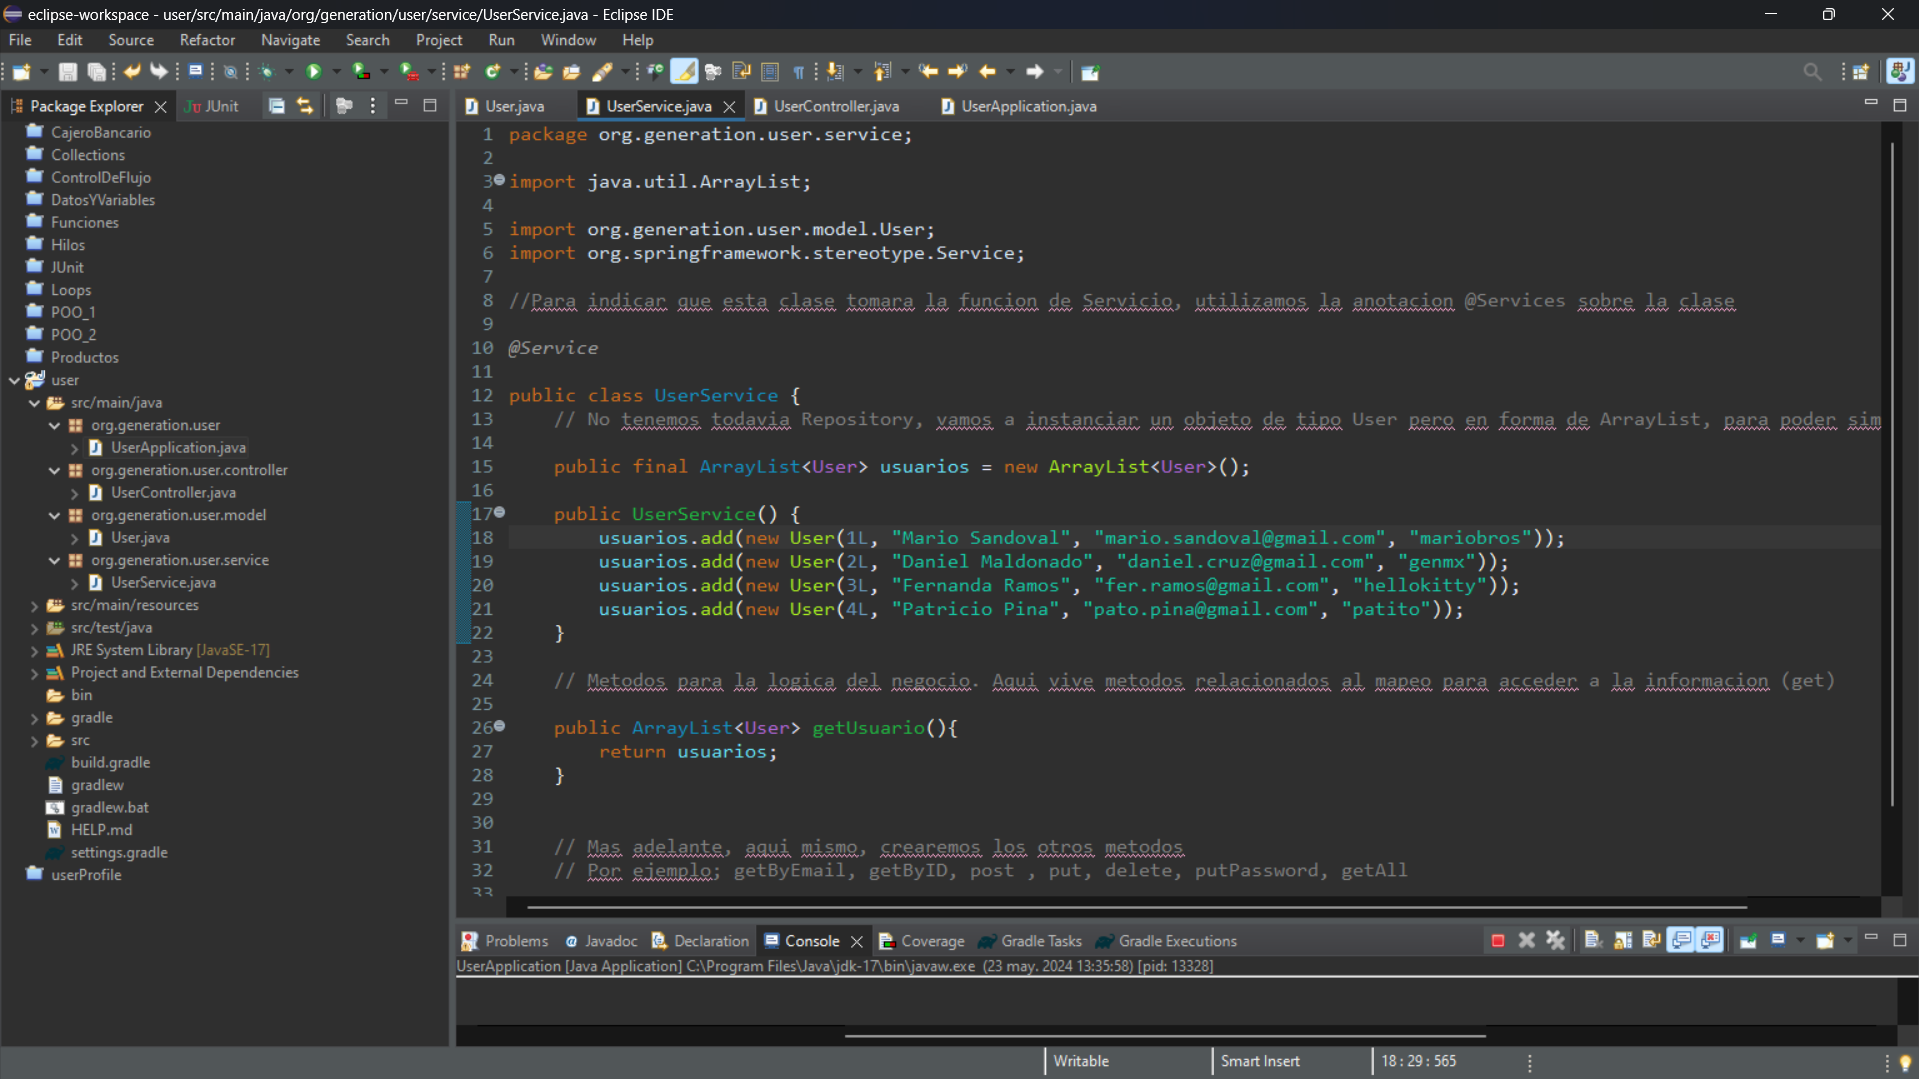 eclipse-workspace - user/src/main/java/org/generation/user/service/UserService.java - Eclipse IDE
File Edit Source Refactor Navigate Search Project Run Window Help
Package Explorer
JUnit
User.java
UserService.java
UserController.java
UserApplication.java
CajeroBancario
Collections
ControlDeFlujo
DatosYVariables
Funciones
Hilos
JUnit
Loops
POO_1
POO_2
Productos
user
src/main/java
org.generation.user
UserApplication.java
org.generation.user.controller
UserController.java
org.generation.user.model
User.java
org.generation.user.service
UserService.java
src/main/resources
src/test/java
JRE System Library [JavaSE-17]
Project and External Dependencies
bin
gradle
src
build.gradle
gradlew
gradlew.bat
HELP.md
settings.gradle
userProfile
1 package org.generation.user.service;
2
3 import java.util.ArrayList;
4
5 import org.generation.user.model.User;
6 import org.springframework.stereotype.Service;
7
8 //Para indicar que esta clase tomara la funcion de Servicio, utilizamos la anotacion @Services sobre la clase
9
10 @Service
11
12 public class UserService {
13 // No tenemos todavia Repository, vamos a instanciar un objeto de tipo User pero en forma de ArrayList, para poder sim
14
15 public final ArrayList<User> usuarios = new ArrayList<User>();
16
17 public UserService() {
18 usuarios.add(new User(1L, "Mario Sandoval", "mario.sandoval@gmail.com", "mariobros"));
19 usuarios.add(new User(2L, "Daniel Maldonado", "daniel.cruz@gmail.com", "genmx"));
20 usuarios.add(new User(3L, "Fernanda Ramos", "fer.ramos@gmail.com", "hellokitty"));
21 usuarios.add(new User(4L, "Patricio Pina", "pato.pina@gmail.com", "patito"));
22 }
23
24 // Metodos para la logica del negocio. Aqui vive metodos relacionados al mapeo para acceder a la informacion (get)
25
26 public ArrayList<User> getUsuario(){
27 return usuarios;
28 }
29
30
31 // Mas adelante, aqui mismo, crearemos los otros metodos
32 // Por ejemplo; getByEmail, getByID, post , put, delete, putPassword, getAll
33
Problems
Javadoc
Declaration
Console
Coverage
Gradle Tasks
Gradle Executions
UserApplication [Java Application] C:\Program Files\Java\jdk-17\bin\javaw.exe (23 may. 2024 13:35:58) [pid: 13328]
Writable
Smart Insert
18 : 29 : 565